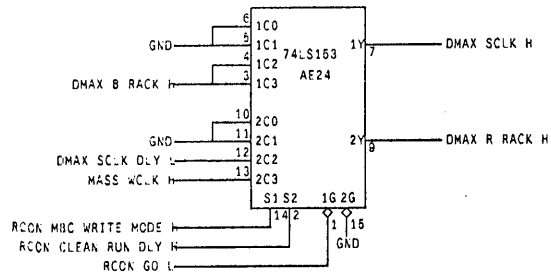 6 1C0
GND 5 1C1 74LS153 1Y 7 DMAX SCLK H
4 1C2 AE24
DMAX B RACK H 3 1C3
10 2C0
GND 11 2C1 2Y 9 DMAX R RACK H
DMAX SCLK DLY L 12 2C2
MASS WCLK H 13 2C3
S1 S2 1G 2G
RCON MBC WRITE MODE H 14 2 1 15
RCON CLEAN RUN DLY H GND
RCON GO L